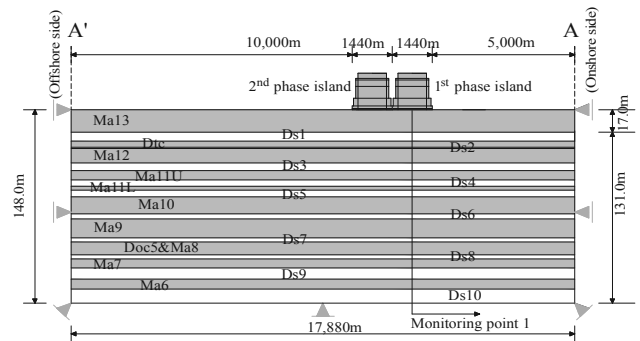 A'
A
(Offshore side)
(Onshore side)
10,000m
1440m
1440m
5,000m
2nd phase island
1st phase island
17.0m
Ma13
Ds1
Dtc
Ds2
Ma12
Ds3
Ma11U
Ds4
Ma11L
Ds5
Ma10
Ds6
148.0m
131.0m
Ma9
Ds7
Doc5&Ma8
Ds8
Ma7
Ds9
Ma6
Ds10
Monitoring point 1
17,880m